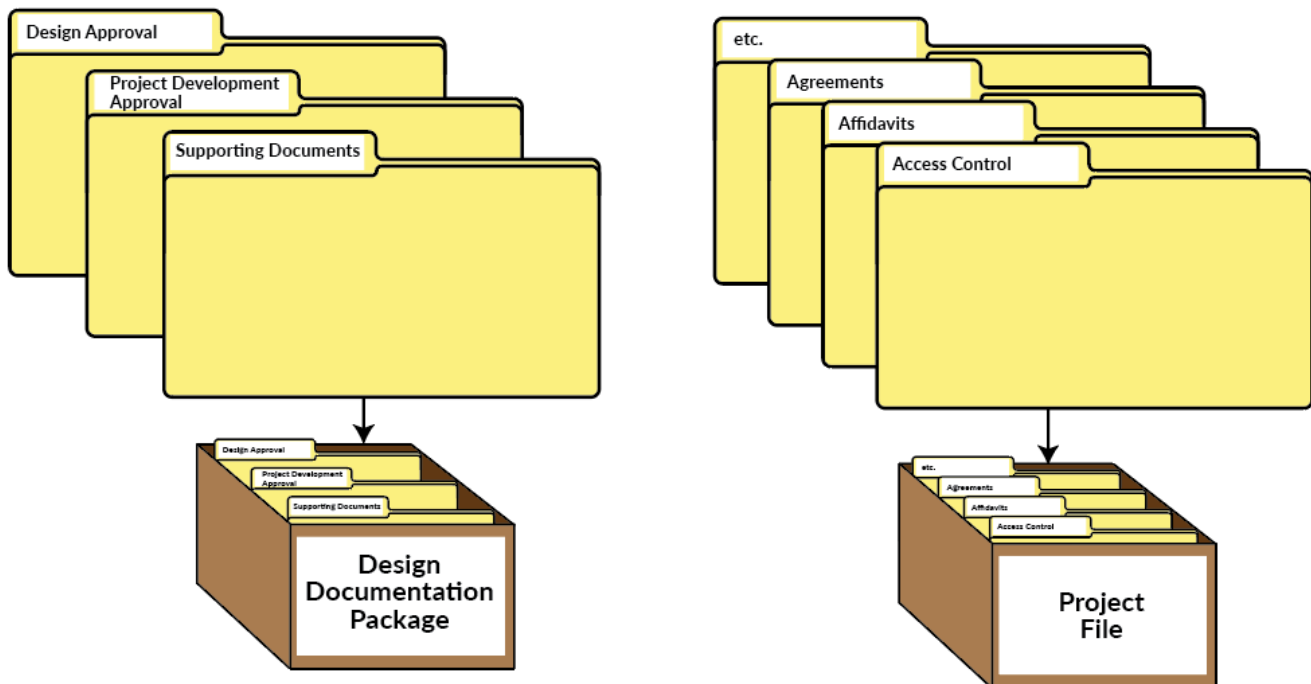 Design Approval
Project Development
Approval
Supporting Documents
Design Approval
Project Development
Approval
Supporting Documents
Design
Documentation
Package
etc.
Agreements
Affidavits
Access Control
etc.
Agreements
Affidavits
Access Control
Project
File